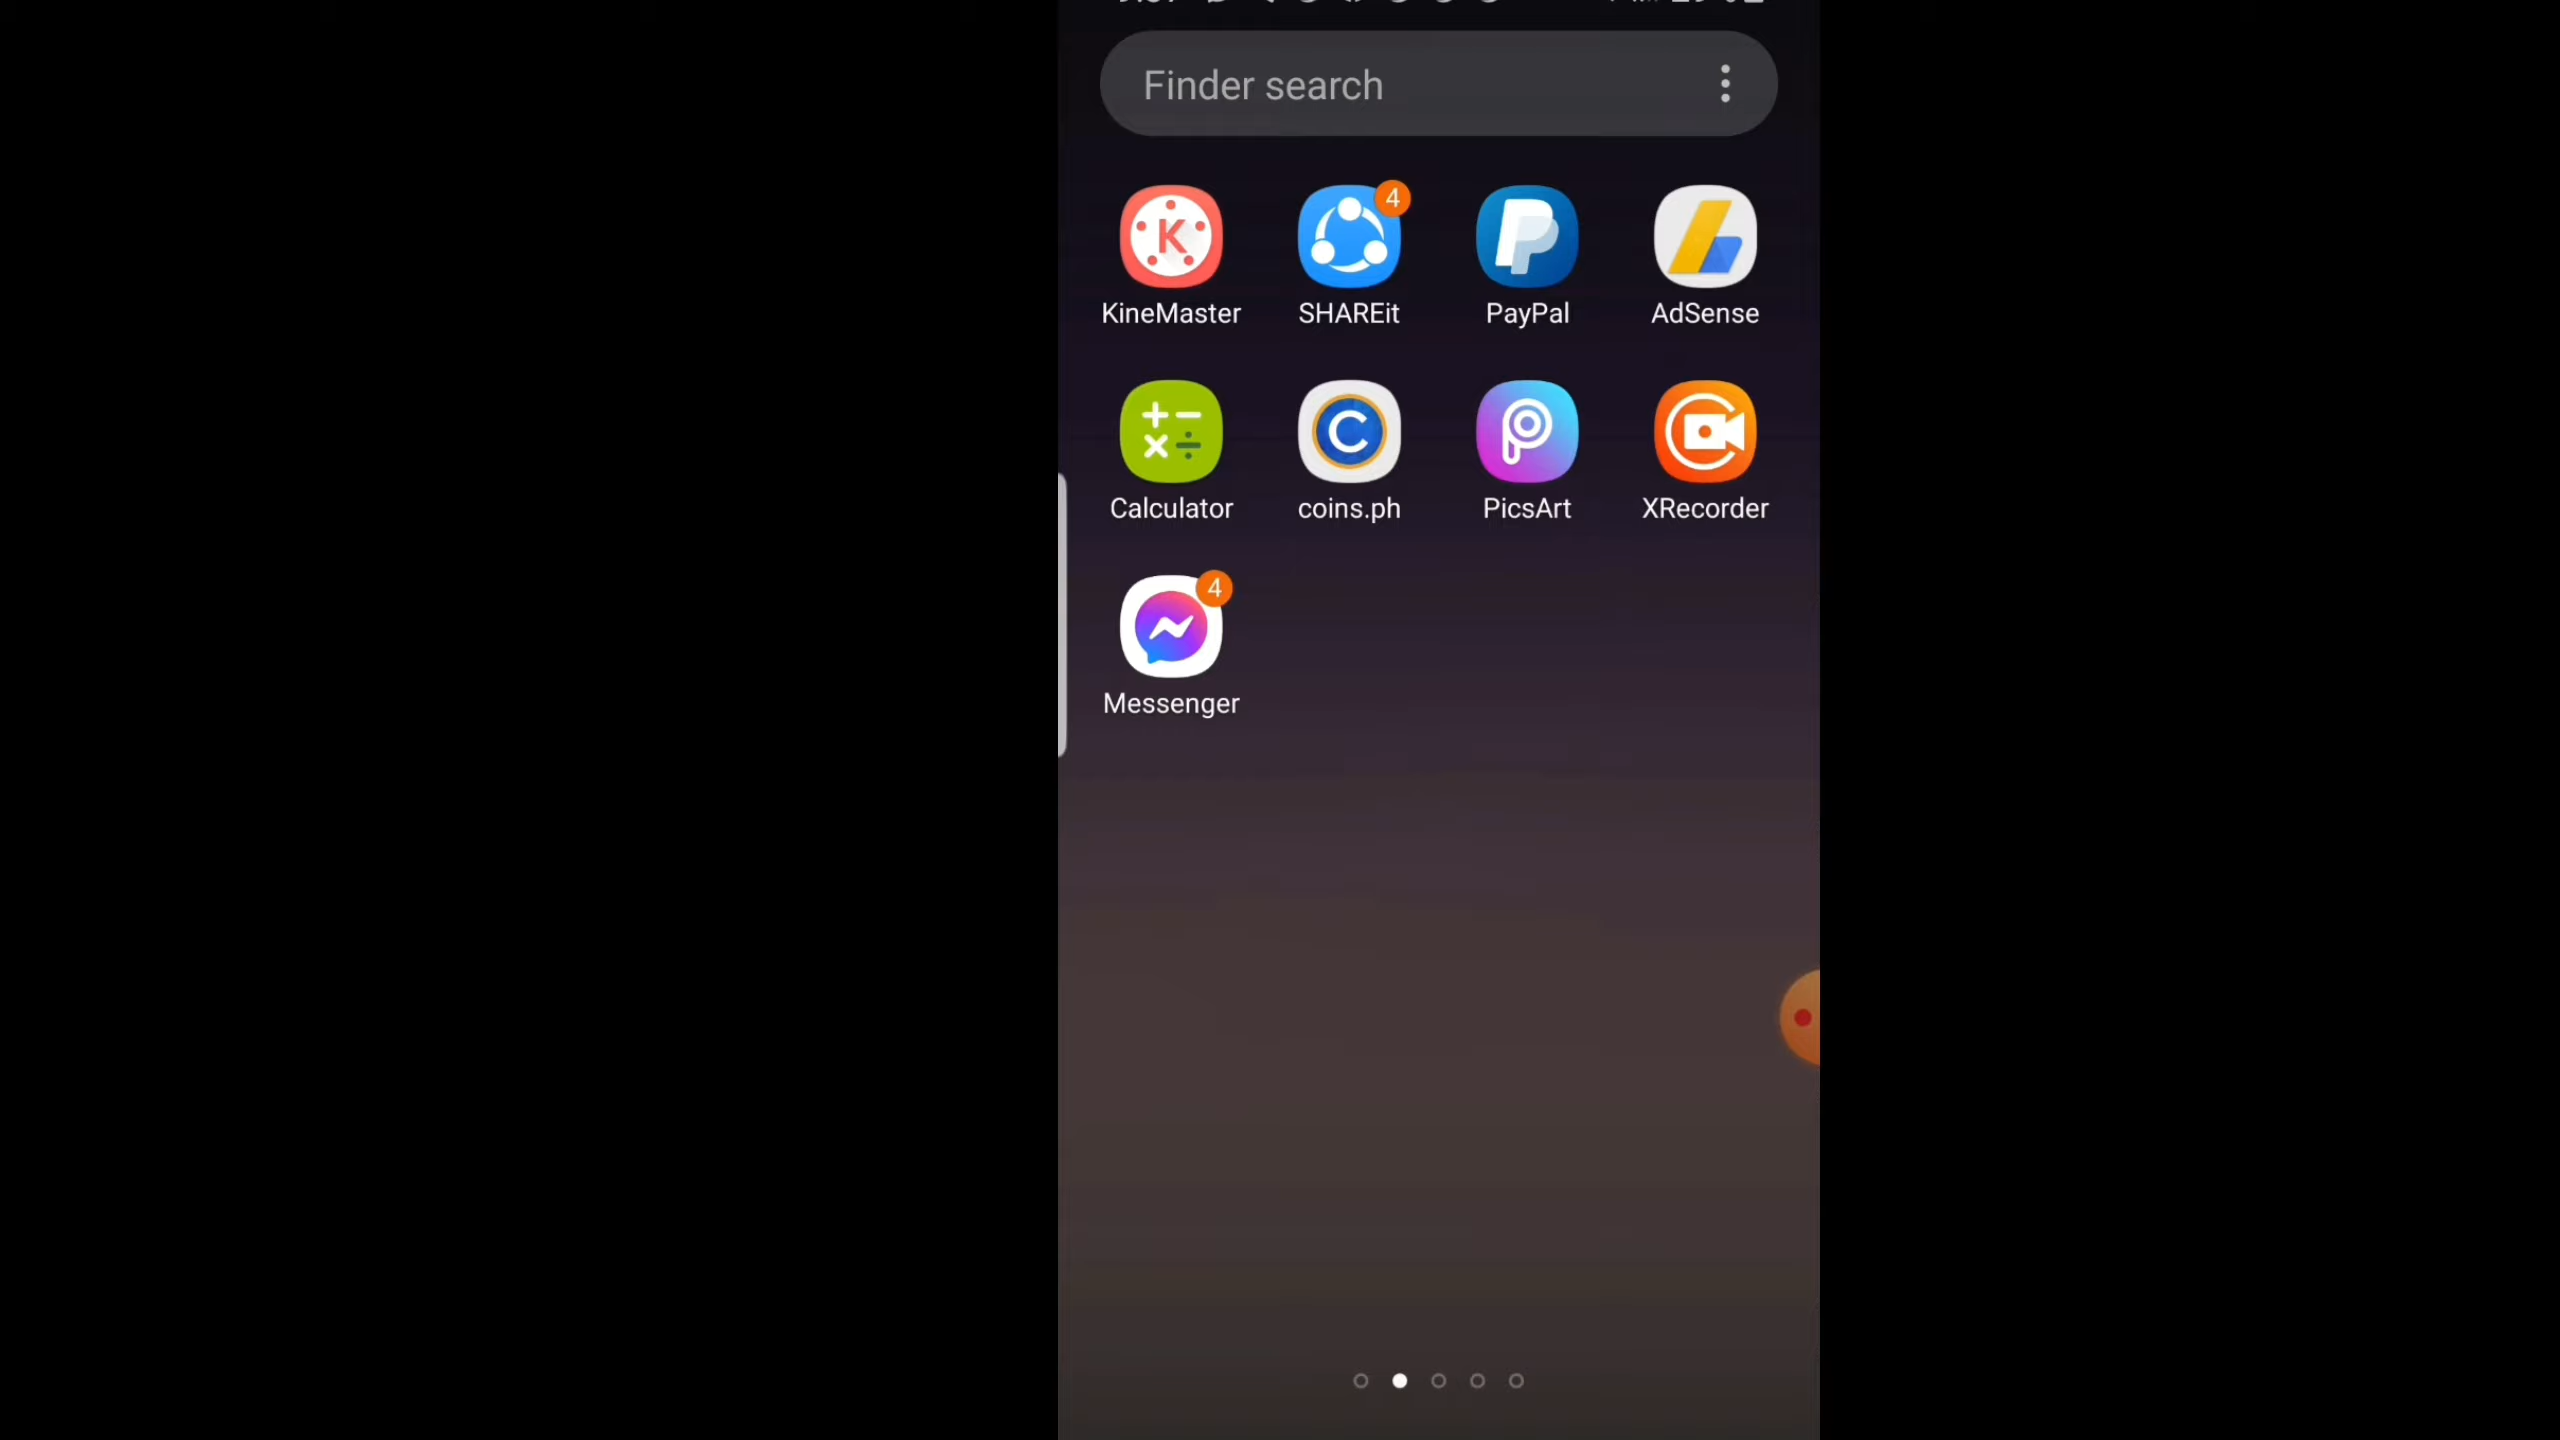 Finder search
4
KineMaster SHAREit PayPal AdSense
Calculator coins.ph PicsArt XRecorder
4
Messenger